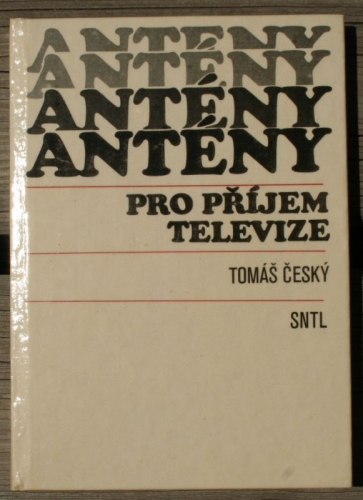 ANTÉNY
ANTÉNY
ANTÉNY
ANTÉNY
PRO PŘÍJEM
TELEVIZE
TOMÁŠ ČESKÝ
SNTL